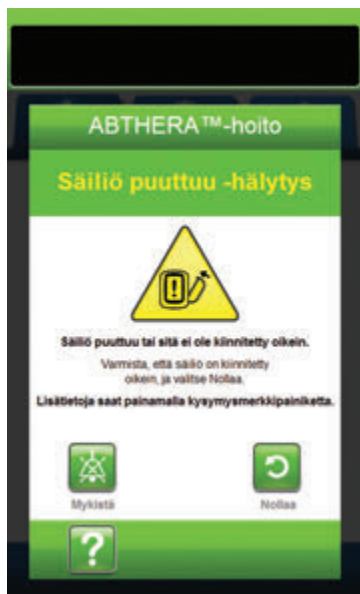 ABTHERA™-hoito
Säiliö puuttuu -hälytys
Säiliö puuttuu tai sitä ei ole kiinnitetty oikein.
Varmista, että säiliö on kiinnitetty
oikein, ja valitse Nollaa.
Lisätietoja saat painamalla kysymysmerkkipainiketta.
Mykistä
Nollaa
?